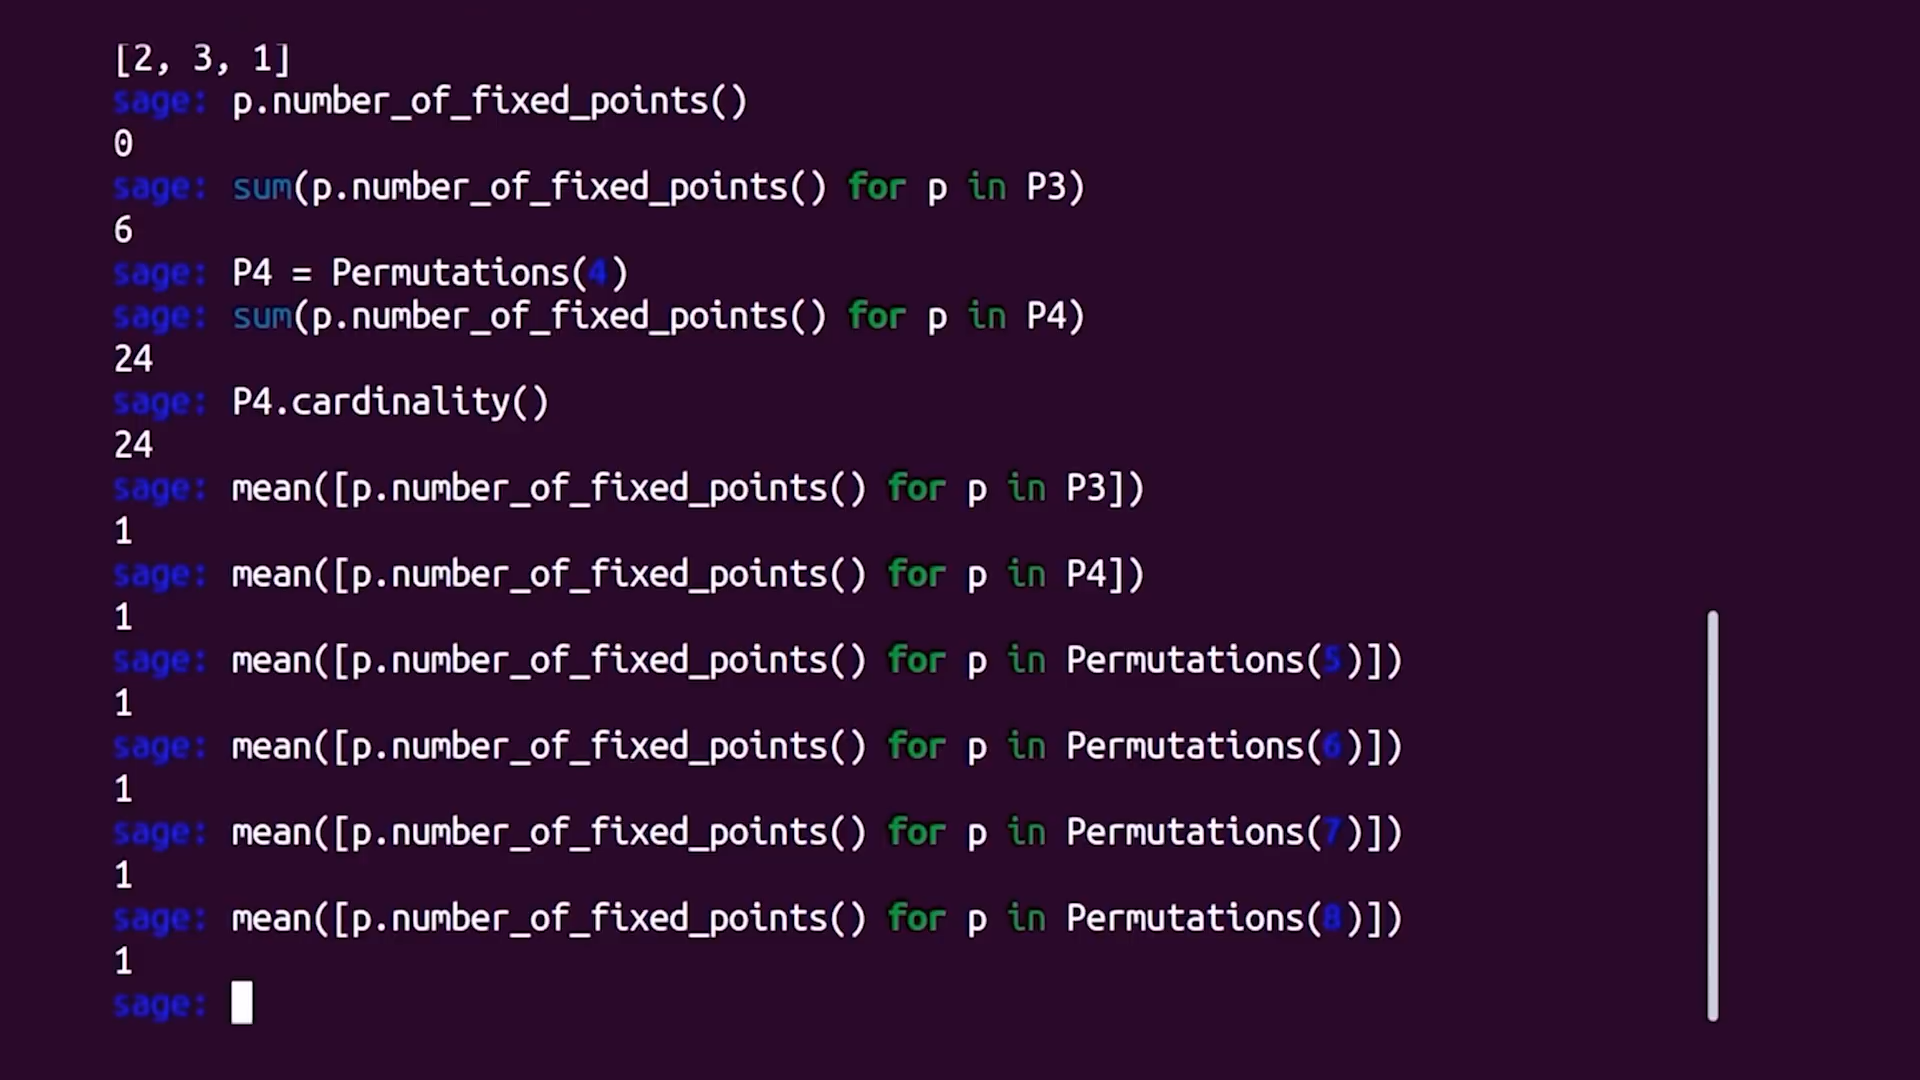 [2, 3, 1]
sage: p.number_of_fixed_points()
0
sage: sum(p.number_of_fixed_points() for p in P3)
6
sage: P4 = Permutations(4)
sage: sum(p.number_of_fixed_points() for p in P4)
24
sage: P4.cardinality()
24
sage: mean([p.number_of_fixed_points() for p in P3])
1
sage: mean([p.number_of_fixed_points() for p in P4])
1
sage: mean([p.number_of_fixed_points() for p in Permutations(5)])
1
sage: mean([p.number_of_fixed_points() for p in Permutations(6)])
1
sage: mean([p.number_of_fixed_points() for p in Permutations(7)])
1
sage: mean([p.number_of_fixed_points() for p in Permutations(8)])
1
sage: